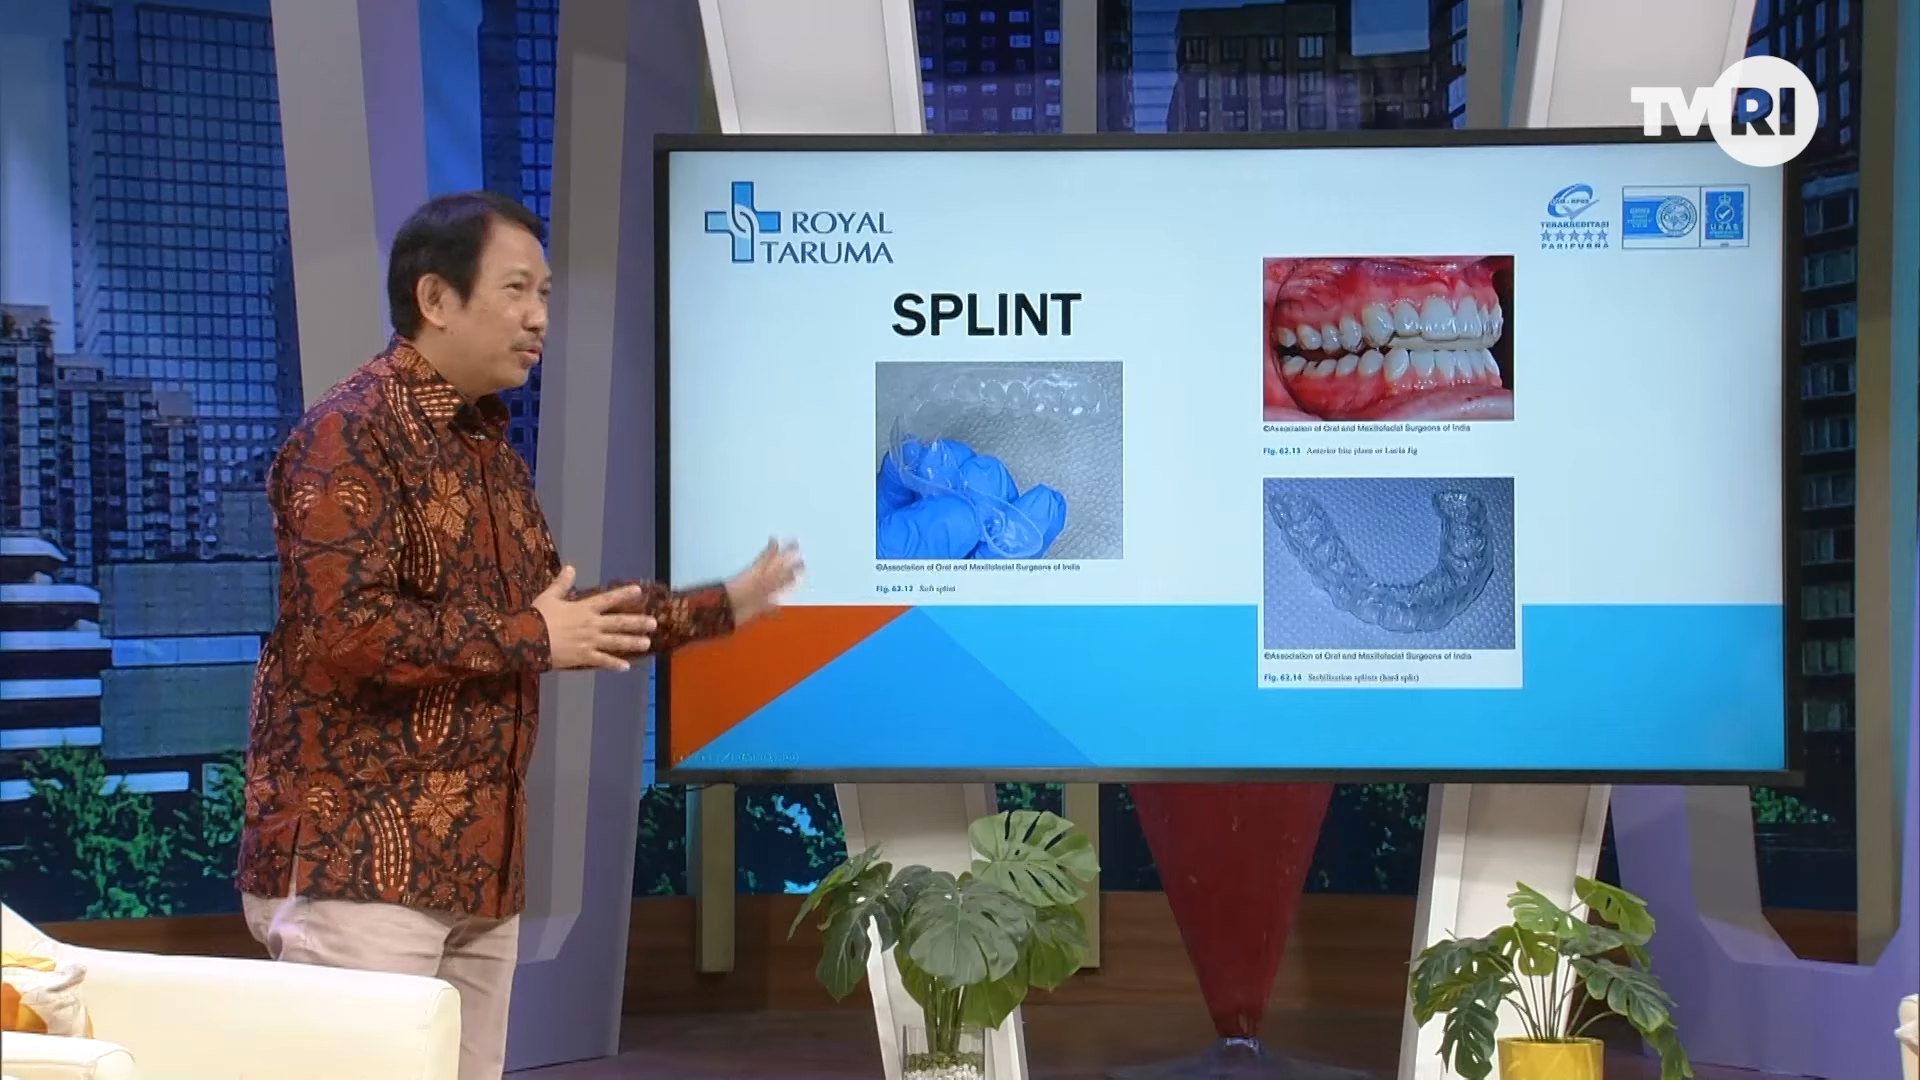 TVRI
ROYAL
TARUMA
TERAKREDITASI
PARIPURNA
UKAS
SPLINT
©Association of Oral and Maxillofacial Surgeons of India
Fig. 62.12 Soft splint
©Association of Oral and Maxillofacial Surgeons of India
Fig. 62.13 Anterior bite plane or Lucia Jig
©Association of Oral and Maxillofacial Surgeons of India
Fig. 62.14 Stabilization splints (hard split)